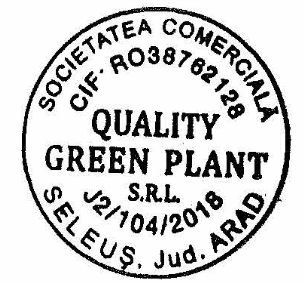 SOCIETATEA COMERCIALĂ
CIF· RO38762128
QUALITY
GREEN PLANT
S.R.L.
J2/104/2018
SELEUȘ, Jud. ARAD